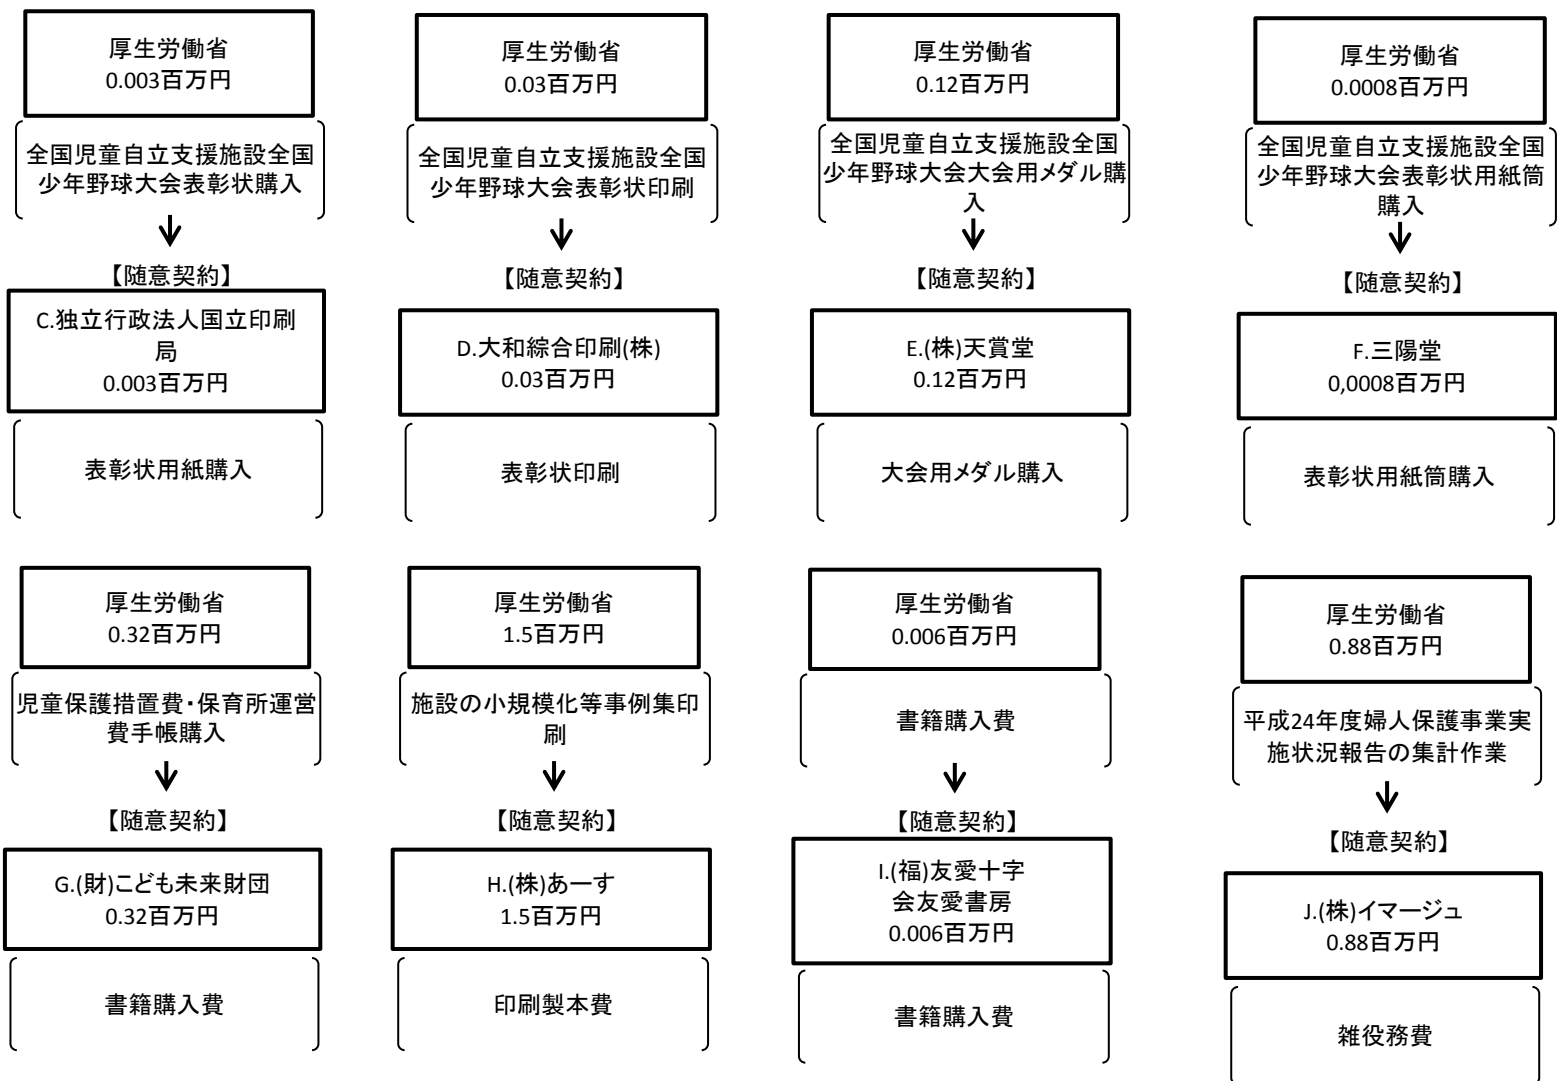 厚生労働省
0.003百万円
全国児童自立支援施設全国
少年野球大会表彰状購入
【随意契約】
C.独立行政法人国立印刷
局
0.003百万円
表彰状用紙購入
厚生労働省
0.03百万円
全国児童自立支援施設全国
少年野球大会表彰状印刷
【随意契約】
D.大和綜合印刷(株)
0.03百万円
表彰状印刷
厚生労働省
0.12百万円
全国児童自立支援施設全国
少年野球大会大会用メダル購
入
【随意契約】
E.(株)天賞堂
0.12百万円
大会用メダル購入
厚生労働省
0.0008百万円
全国児童自立支援施設全国
少年野球大会表彰状用紙筒
購入
【随意契約】
F.三陽堂
0,0008百万円
表彰状用紙筒購入
厚生労働省
0.32百万円
児童保護措置費・保育所運営
費手帳購入
【随意契約】
G.(財)こども未来財団
0.32百万円
書籍購入費
厚生労働省
1.5百万円
施設の小規模化等事例集印
刷
【随意契約】
H.(株)あーす
1.5百万円
印刷製本費
厚生労働省
0.006百万円
書籍購入費
【随意契約】
I.(福)友愛十字
会友愛書房
0.006百万円
書籍購入費
厚生労働省
0.88百万円
平成24年度婦人保護事業実
施状況報告の集計作業
【随意契約】
J.(株)イマージュ
0.88百万円
雑役務費